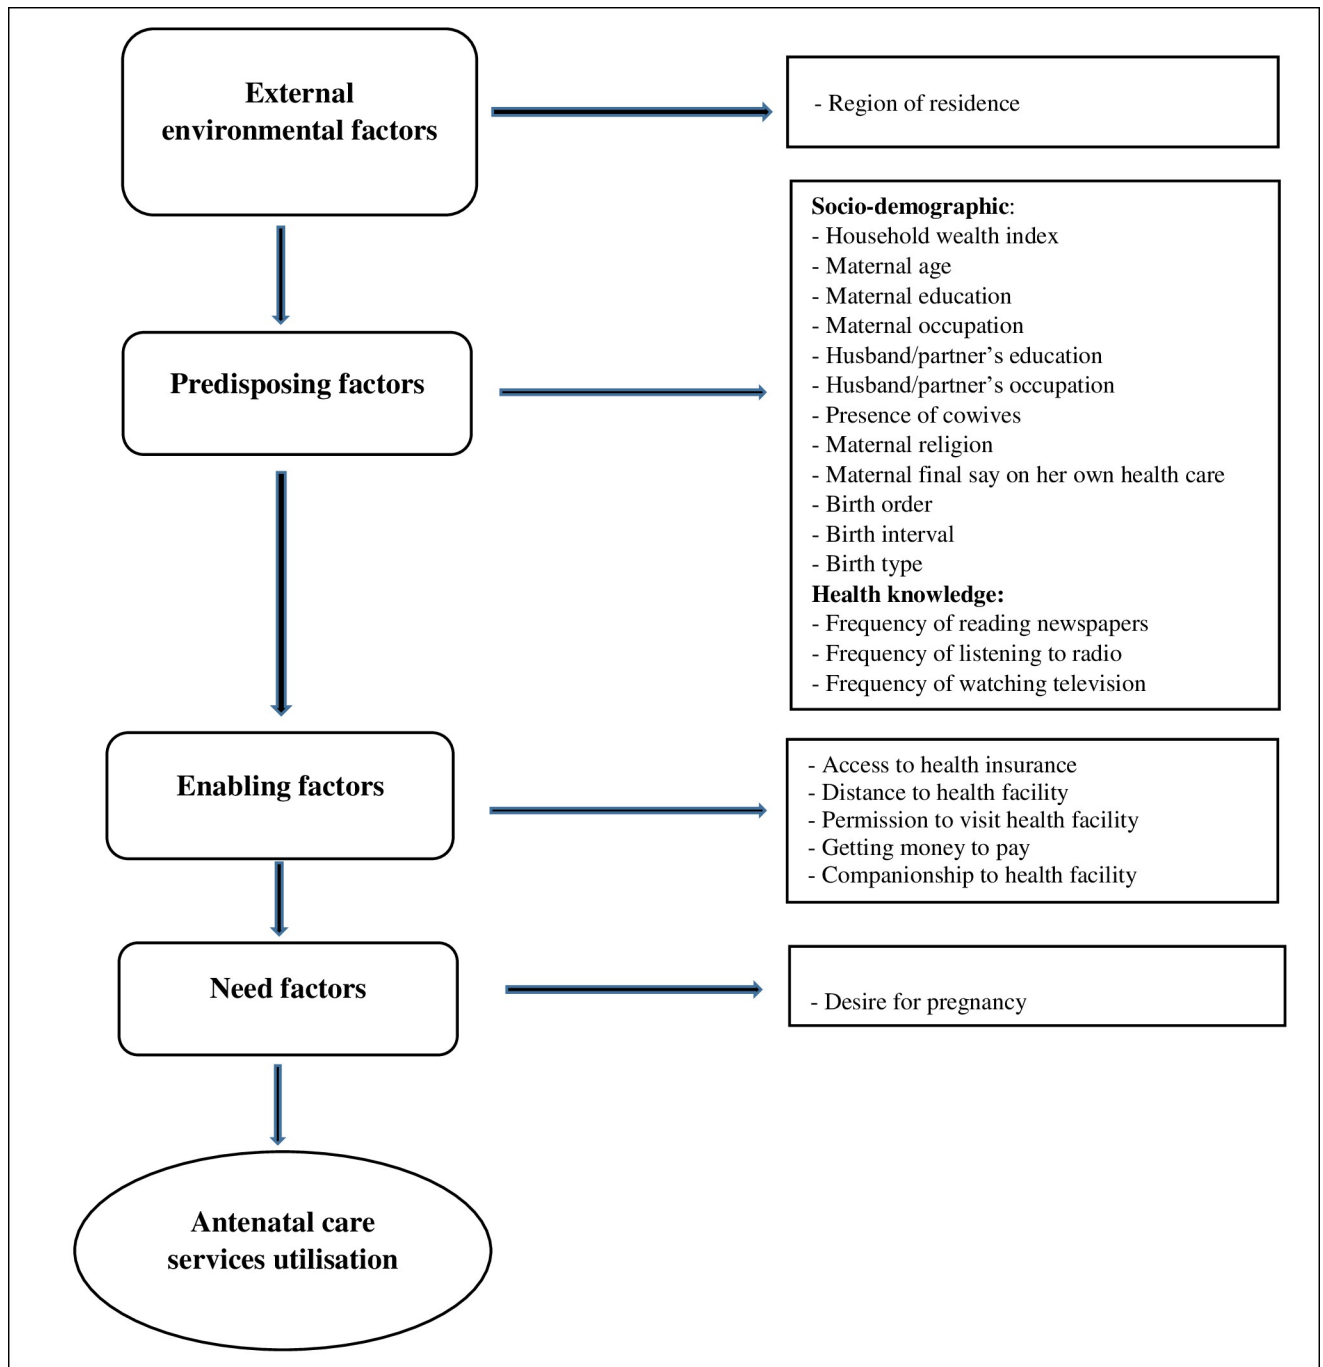 External
environmental factors
- Region of residence
Predisposing factors
Socio-demographic:
- Household wealth index
- Maternal age
- Maternal education
- Maternal occupation
- Husband/partner’s education
- Husband/partner’s occupation
- Presence of cowives
- Maternal religion
- Maternal final say on her own health care
- Birth order
- Birth interval
- Birth type
Health knowledge:
- Frequency of reading newspapers
- Frequency of listening to radio
- Frequency of watching television
Enabling factors
- Access to health insurance
- Distance to health facility
- Permission to visit health facility
- Getting money to pay
- Companionship to health facility
Need factors
- Desire for pregnancy
Antenatal care
services utilisation